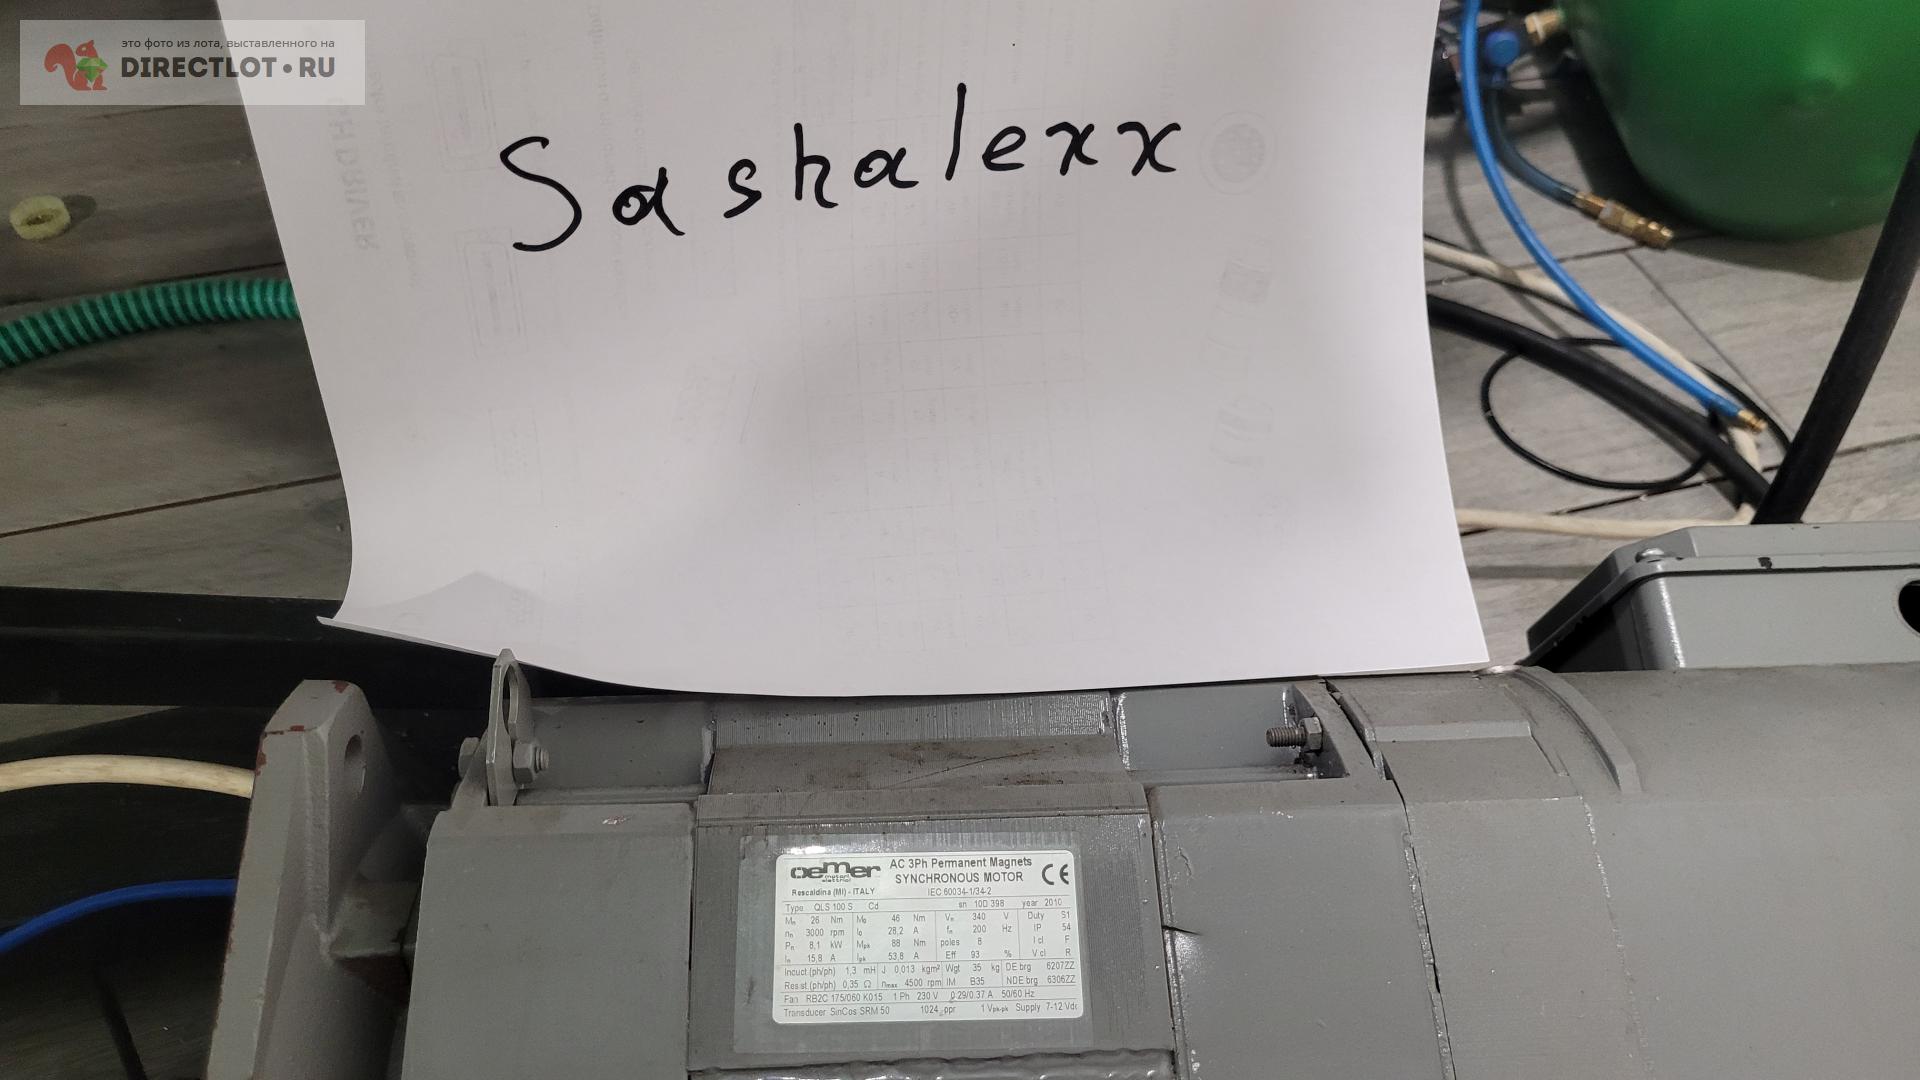 это фото из лота, выставленного на
DIRECTLOT•RU
Sashalexx
DRIVER
oemer
motori elettrici
AC 3Ph Permanent Magnets
SYNCHRONOUS MOTOR
CE
Rescaldina (MI) - ITALY IEC 60034-1/34-2
Type QLS 100 S Cd sn 10D 398 year 2010
Mn 26 Nm M0 46 Nm Vn 340 V Duty S1
nn 3000 rpm I0 28,2 A fn 200 Hz IP 54
Pn 8,1 kW Mpk 88 Nm poles 8 I cl F
In 15,8 A Ipk 53,8 A Eff 93 % V cl R
Induct.(ph/ph) 1,3 mH J 0,013 kgm² Wgt 35 kg DE brg 6207ZZ
Resist.(ph/ph) 0,35 Ω nmax 4500 rpm IM B35 NDE brg 6306ZZ
Fan RB2C 175/060 K015 1 Ph 230 V 0.29/0.37 A 50/60 Hz
Transducer SinCos SRM 50 1024 ppr 1 Vpk-pk Supply 7-12 Vdc